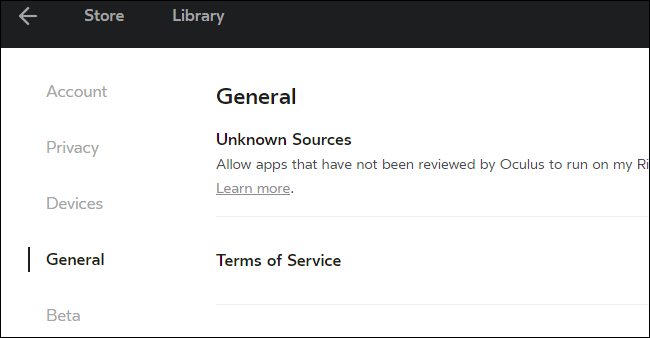 Store Library
Account
Privacy
Devices
General
Beta
General
Unknown Sources
Allow apps that have not been reviewed by Oculus to run on my
Learn more.
Terms of Service